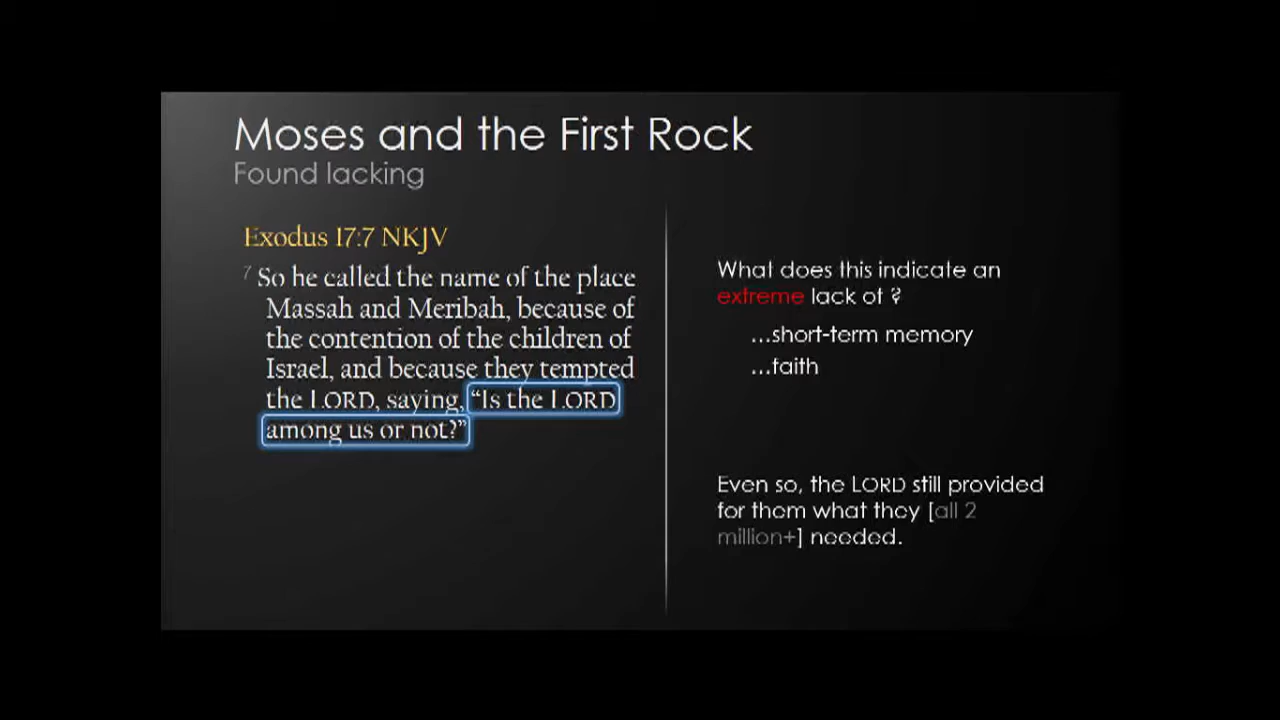 Moses and the First Rock
Found lacking
Exodus 17:7 NKJV
7 So he called the name of the place
Massah and Meribah, because of
the contention of the children of
Israel, and because they tempted
the LORD, saying, “Is the LORD
among us or not?”
What does this indicate an
extreme lack of ?
...short-term memory
...faith
Even so, the LORD still provided
for them what they [all 2
million+] needed.